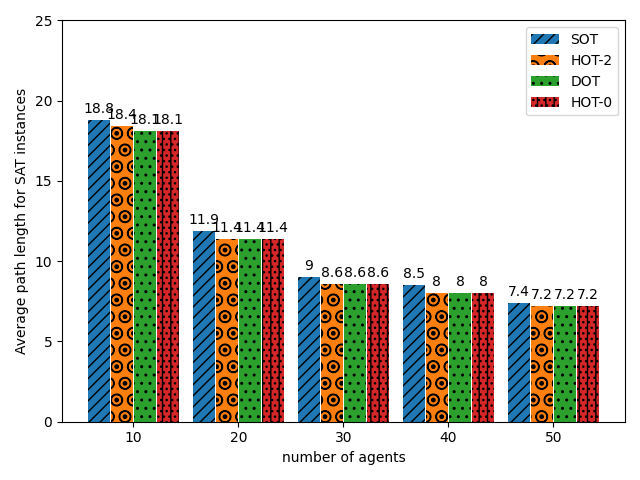 25
20
15
10
5
0
Average path length for SAT instances
SOT
HOT-2
DOT
HOT-0
18.8 18.4 18.1 18.1
11.9 11.4 11.4 11.4
9 8.6 8.6 8.6
8.5 8 8 8
7.4 7.2 7.2 7.2
10 20 30 40 50
number of agents